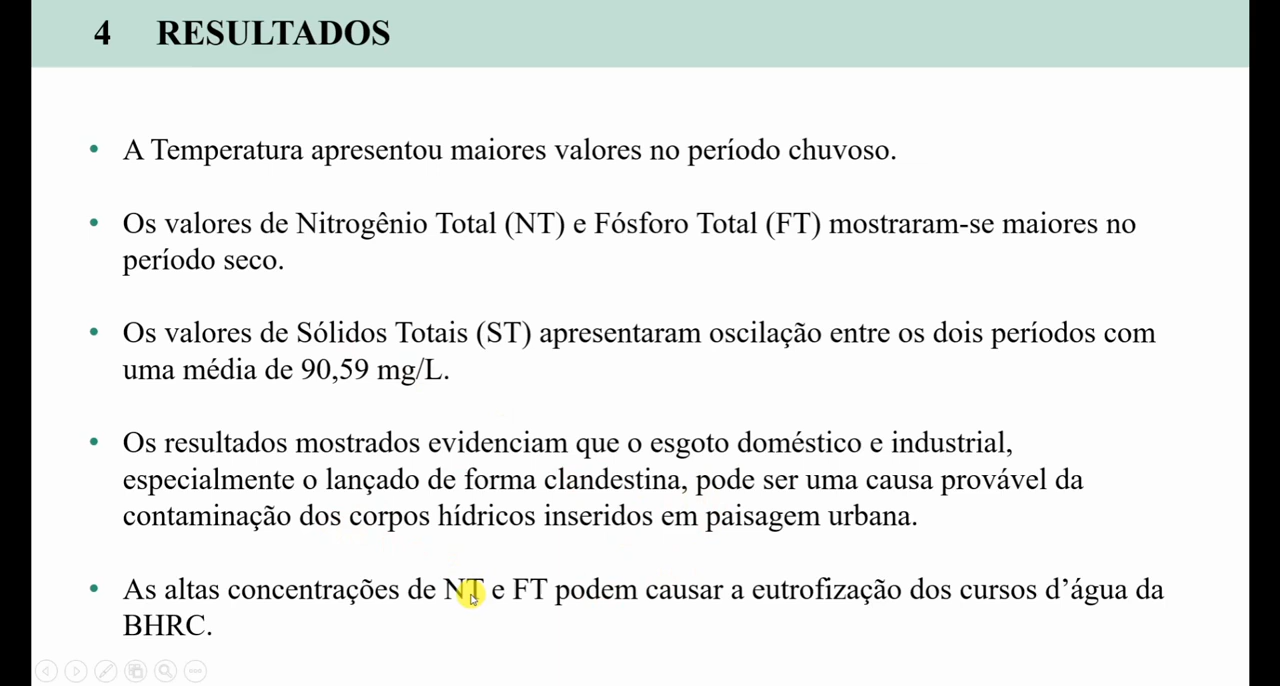 4 RESULTADOS
• A Temperatura apresentou maiores valores no período chuvoso.
• Os valores de Nitrogênio Total (NT) e Fósforo Total (FT) mostraram-se maiores no
período seco.
• Os valores de Sólidos Totais (ST) apresentaram oscilação entre os dois períodos com
uma média de 90,59 mg/L.
• Os resultados mostrados evidenciam que o esgoto doméstico e industrial,
especialmente o lançado de forma clandestina, pode ser uma causa provável da
contaminação dos corpos hídricos inseridos em paisagem urbana.
• As altas concentrações de NT e FT podem causar a eutrofização dos cursos d’água da
BHRC.